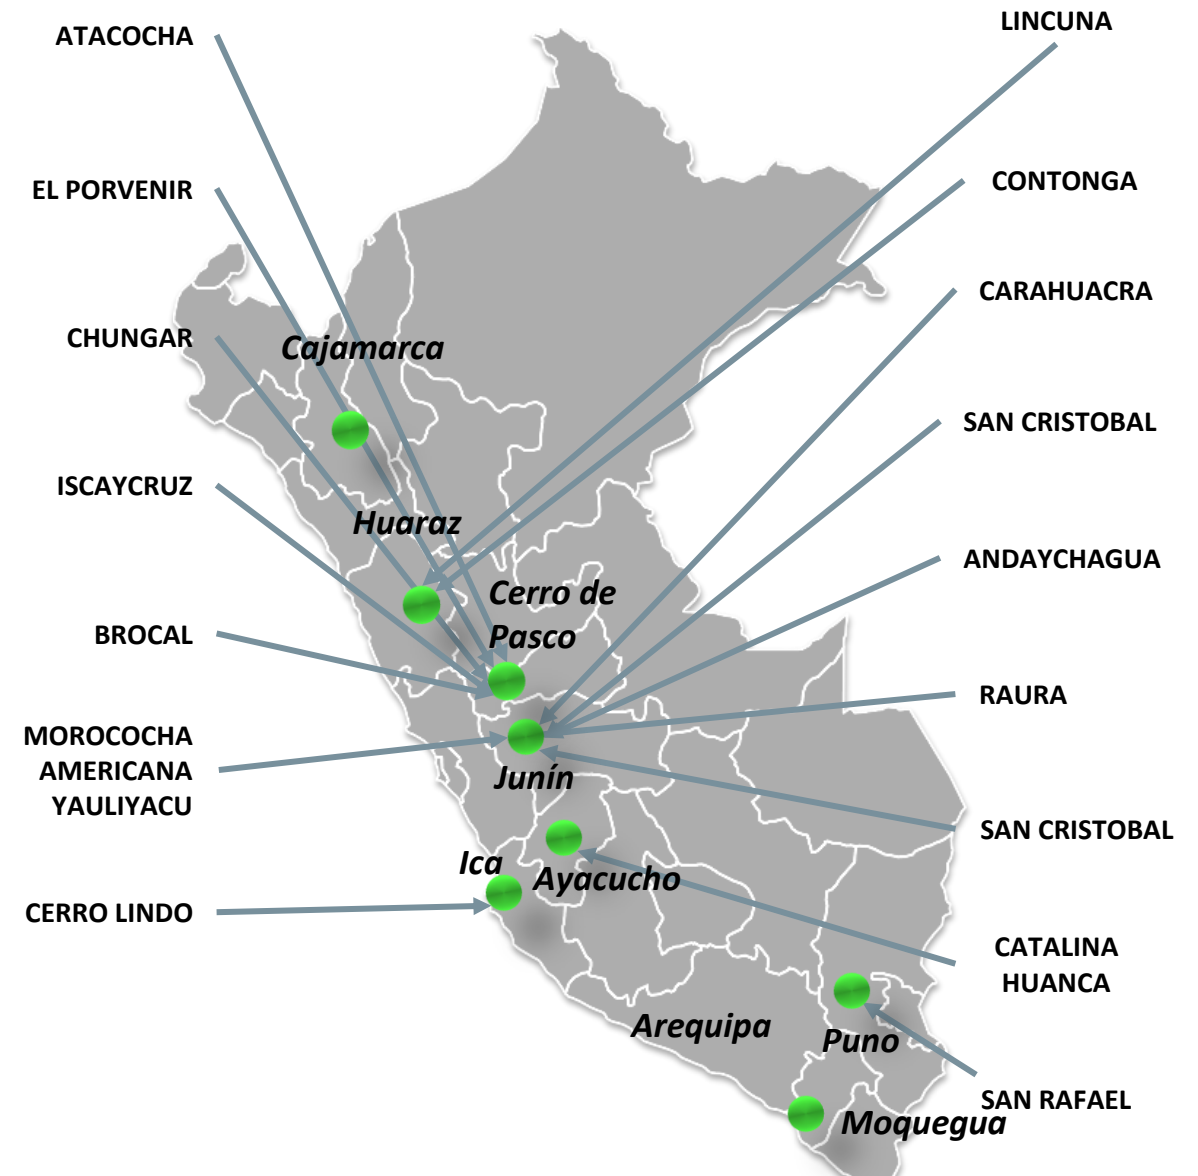 ATACOCHA
EL PORVENIR
CHUNGAR
ISCAYCRUZ
BROCAL
MOROCOCHA
AMERICANA
YAULIYACU
CERRO LINDO
Cajamarca
Huaraz
Cerro de
Pasco
Junín
Ica
Ayacucho
Arequipa
Puno
Moquegua
LINCUNA
CONTONGA
CARAHUACRA
SAN CRISTOBAL
ANDAYCHAGUA
RAURA
SAN CRISTOBAL
CATALINA
HUANCA
SAN RAFAEL